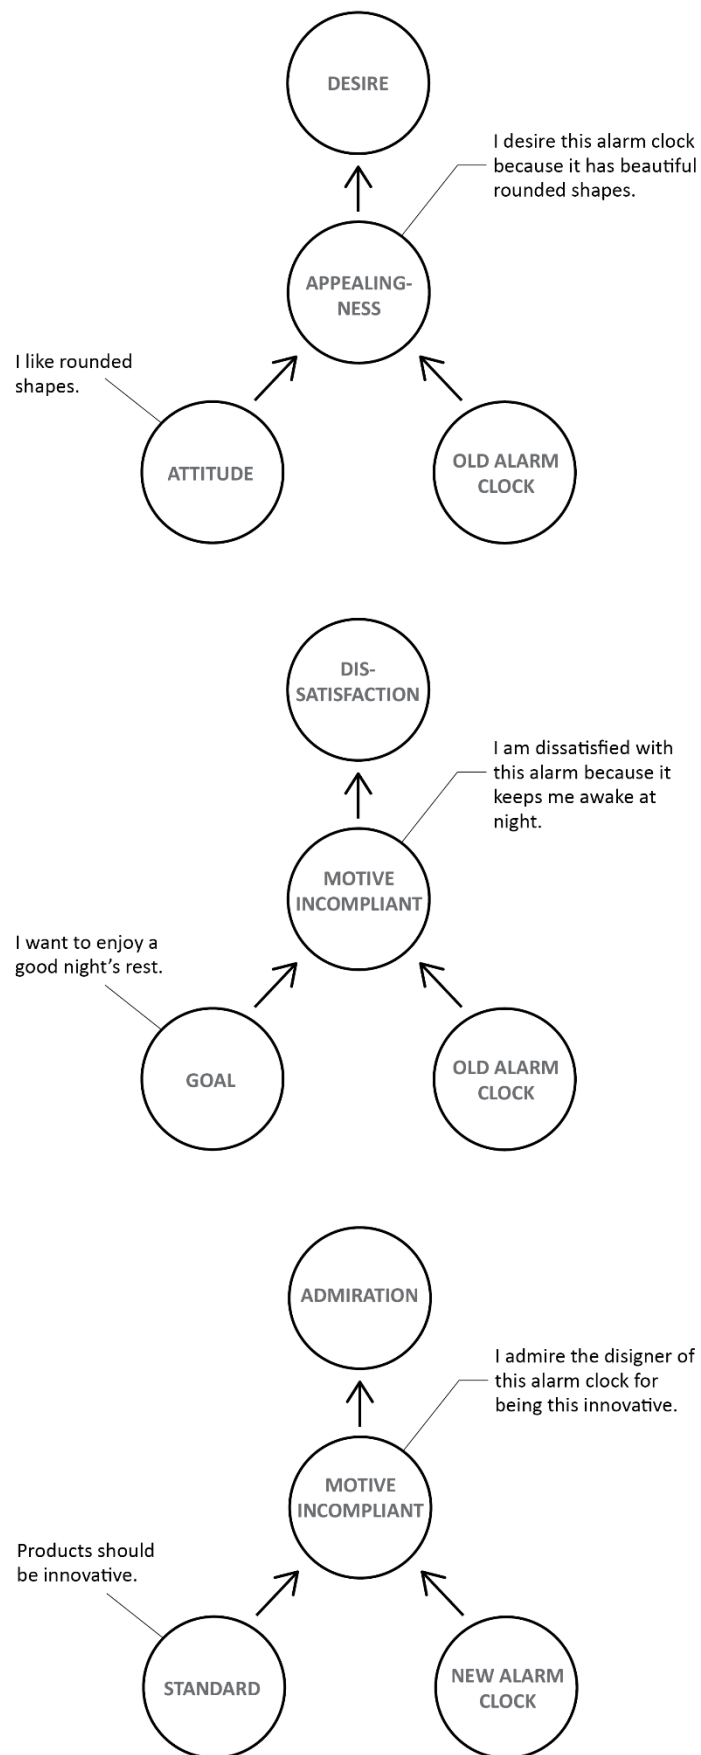 DESIRE
I desire this alarm clock
because it has beautiful
rounded shapes.
APPEALING-
NESS
I like rounded
shapes.
ATTITUDE
OLD ALARM
CLOCK
DIS-
SATISFACTION
I am dissatisfied with
this alarm because it
keeps me awake at
night.
MOTIVE
INCOMPLIANT
I want to enjoy a
good night’s rest.
GOAL
OLD ALARM
CLOCK
ADMIRATION
I admire the disigner of
this alarm clock for
being this innovative.
MOTIVE
INCOMPLIANT
Products should
be innovative.
STANDARD
NEW ALARM
CLOCK